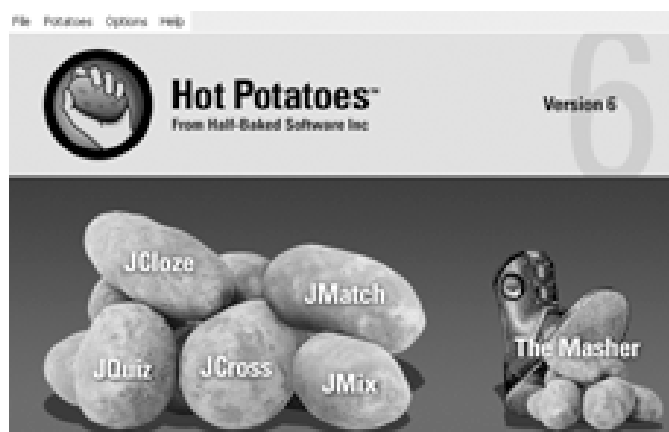 File Potatoes Options Help
Hot Potatoes™
From Half-Baked Software Inc
Version 6
6
JCloze
JMatch
JQuiz
JCross
JMix
The Masher